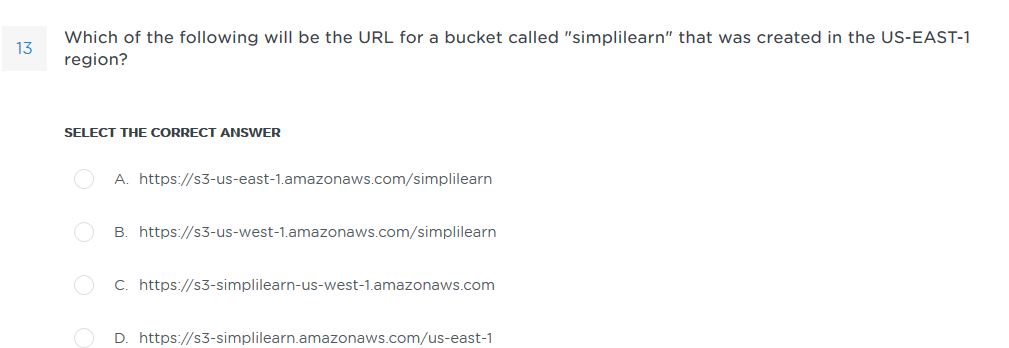 13
Which of the following will be the URL for a bucket called "simplilearn" that was created in the US-EAST-1
region?
SELECT THE CORRECT ANSWER
A. https://s3-us-east-1.amazonaws.com/simplilearn
B. https://s3-us-west-1.amazonaws.com/simplilearn
C. https://s3-simplilearn-us-west-1.amazonaws.com
D. https://s3-simplilearn.amazonaws.com/us-east-1